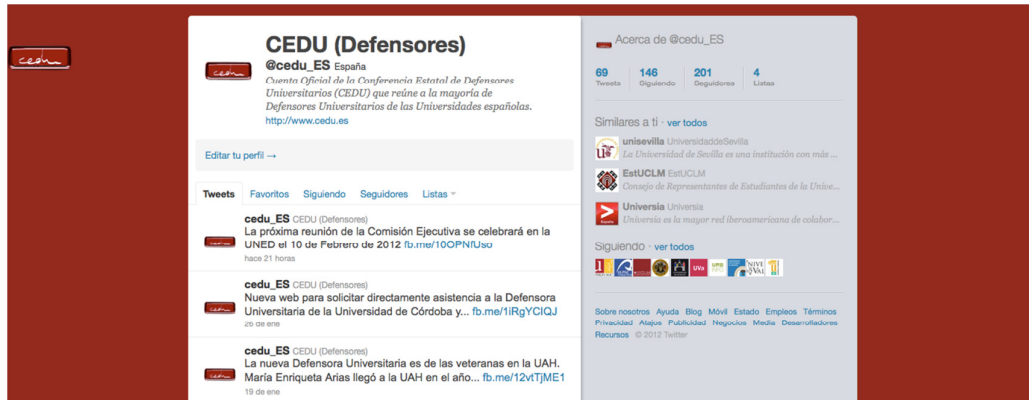 cedu
CEDU (Defensores)
@cedu_ES España
Cuenta Oficial de la Conferencia Estatal de Defensores
Universitarios (CEDU) que reúne a la mayoría de
Defensores Universitarios de las Universidades españolas.
http://www.cedu.es
Editar tu perfil →
Tweets Favoritos Siguiendo Seguidores Listas
cedu_ES CEDU (Defensores)
La próxima reunión de la Comisión Ejecutiva se celebrará en la
UNED el 10 de Febrero de 2012 fb.me/10OPNfUso
hace 21 horas
cedu_ES CEDU (Defensores)
Nueva web para solicitar directamente asistencia a la Defensora
Universitaria de la Universidad de Córdoba y... fb.me/1iRgYCIQJ
26 de ene
cedu_ES CEDU (Defensores)
La nueva Defensora Universitaria es de las veteranas en la UAH.
María Enriqueta Arias llegó a la UAH en el año... fb.me/12vtTjME1
19 de ene
Acerca de @cedu_ES
69 146 201 4
Tweets Siguiendo Seguidores Listas
Similares a ti · ver todos
unisevilla UniversidaddeSevilla
La Universidad de Sevilla es una institución con más ...
EstUCLM EstUCLM
Consejo de Representantes de Estudiantes de la Unive...
Universia Universia
Universia es la mayor red iberoamericana de colabor...
Siguiendo · ver todos
UVa
Sobre nosotros Ayuda Blog Móvil Estado Empleos Términos
Privacidad Atajos Publicidad Negocios Media Desarrolladores
Recursos © 2012 Twitter